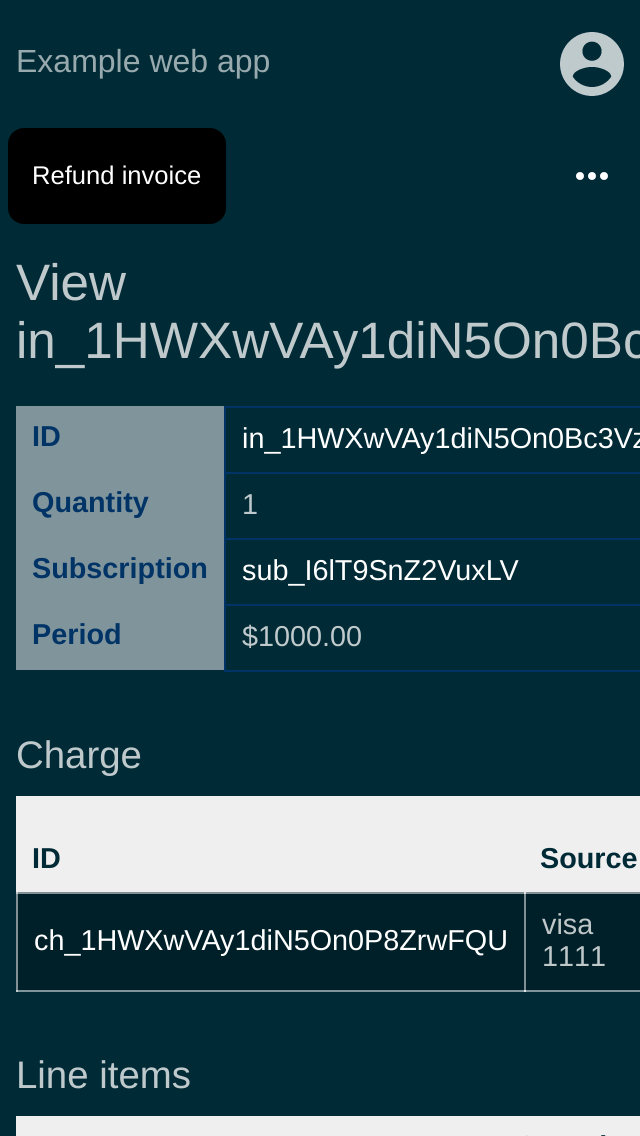 Example web app
Refund invoice
View
in_1HWXwVAy1diN5On0Bc
ID in_1HWXwVAy1diN5On0Bc3Vz
Quantity 1
Subscription sub_I6lT9SnZ2VuxLV
Period $1000.00
Charge
ID Source
ch_1HWXwVAy1diN5On0P8ZrwFQU visa
1111
Line items